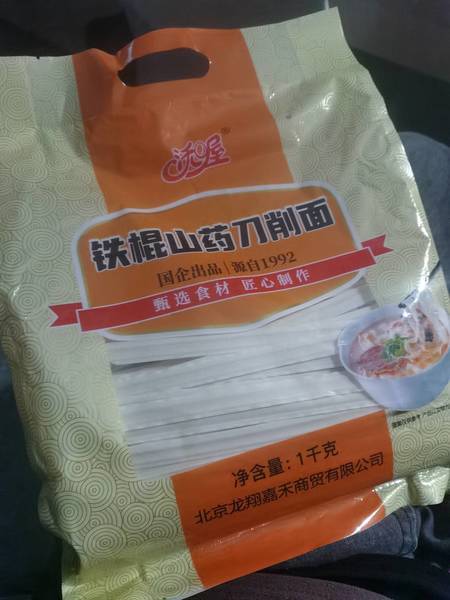 沃屋®
铁棍山药刀削面
国企出品|源自1992
甄选食材 匠心制作
净含量：1千克
北京龙翔嘉禾商贸有限公司